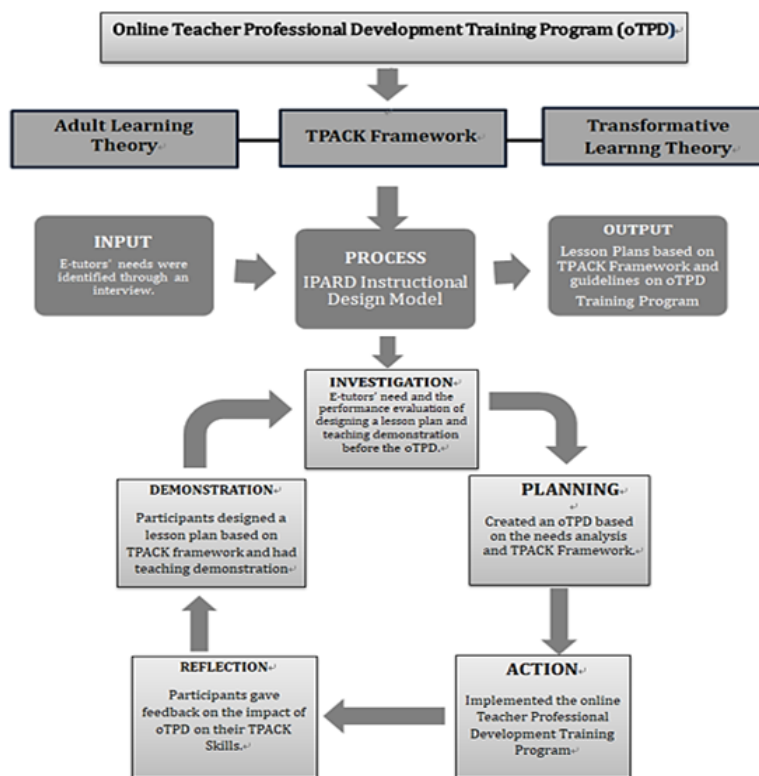 Online Teacher Professional Development Training Program (oTPD)
Adult Learning
Theory
TPACK Framework
Transformative
Learnng Theory
INPUT
E-tutors' needs were
identified through an
interview.
PROCESS
IPARD Instructional
Design Model
OUTPUT
Lesson Plans based on
TPACK Framework and
guidelines on oTPD
Training Program
INVESTIGATION
E-tutors' need and the
performance evaluation of
designing a lesson plan and
teaching demonstration
before the oTPD.
DEMONSTRATION
Participants designed a
lesson plan based on
TPACK framework and had
teaching demonstration
PLANNING
Created an oTPD based
on the needs analysis
and TPACK Framework.
REFLECTION
Participants gave
feedback on the impact of
oTPD on their TPACK
Skills.
ACTION
Implemented the online
Teacher Professional
Development Training
Program